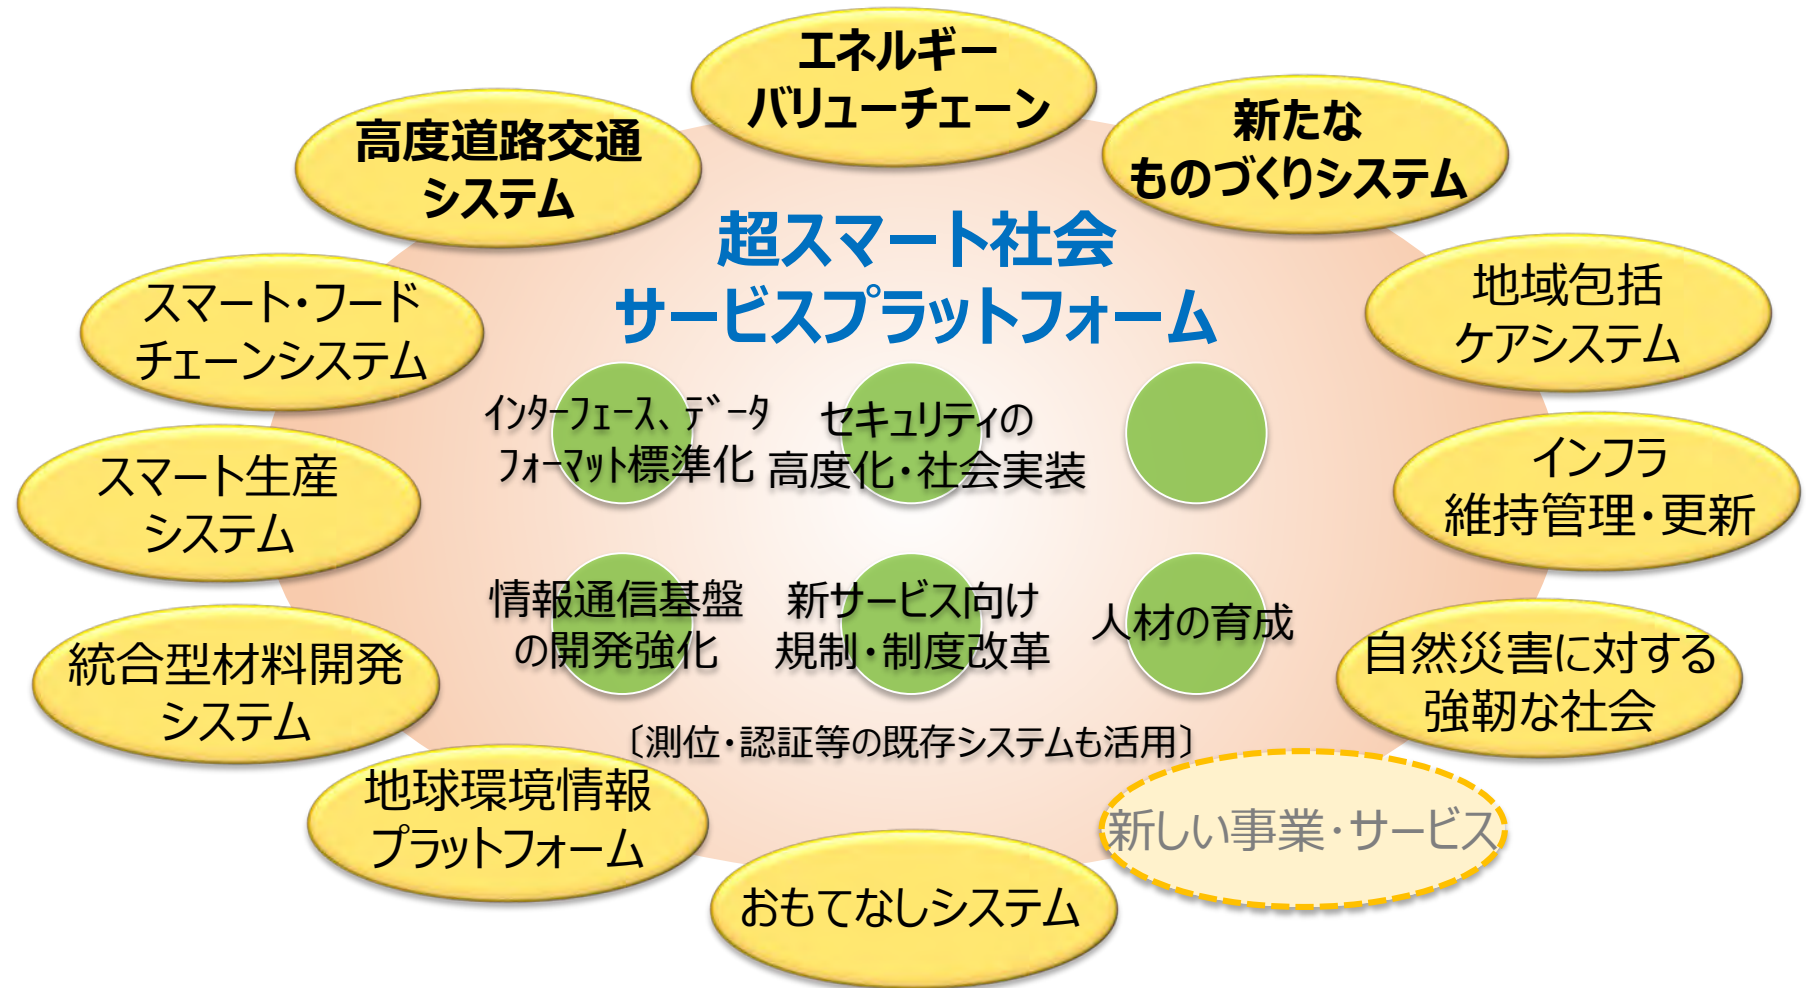 エネルギー
バリューチェーン
高度道路交通
システム
新たな
ものづくりシステム
超スマート社会
サービスプラットフォーム
スマート・フード
チェーンシステム
地域包括
ケアシステム
ｲﾝﾀｰﾌｪｰｽ、ﾃﾞｰﾀ
ﾌｫｰﾏｯﾄ標準化
セキュリティの
高度化・社会実装
スマート生産
システム
インフラ
維持管理・更新
情報通信基盤
の開発強化
新サービス向け
規制・制度改革
人材の育成
統合型材料開発
システム
自然災害に対する
強靭な社会
〔測位・認証等の既存システムも活用〕
地球環境情報
プラットフォーム
新しい事業・サービス
おもてなしシステム